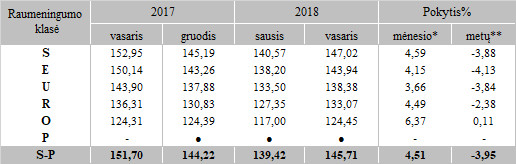 Raumeningumo klasė 2017 2018 Pokytis%
vasaris gruodis sausis vasaris mėnesio* metų**
S 152,95 145,19 140,57 147,02 4,59 -3,88
E 150,14 143,26 138,20 143,94 4,15 -4,13
U 143,90 137,88 133,50 138,38 3,66 -3,84
R 136,31 130,83 127,35 133,07 4,49 -2,38
O 124,31 124,39 117,00 124,45 6,37 0,11
P - ● ● ● - -
S-P 151,70 144,22 139,42 145,71 4,51 -3,95